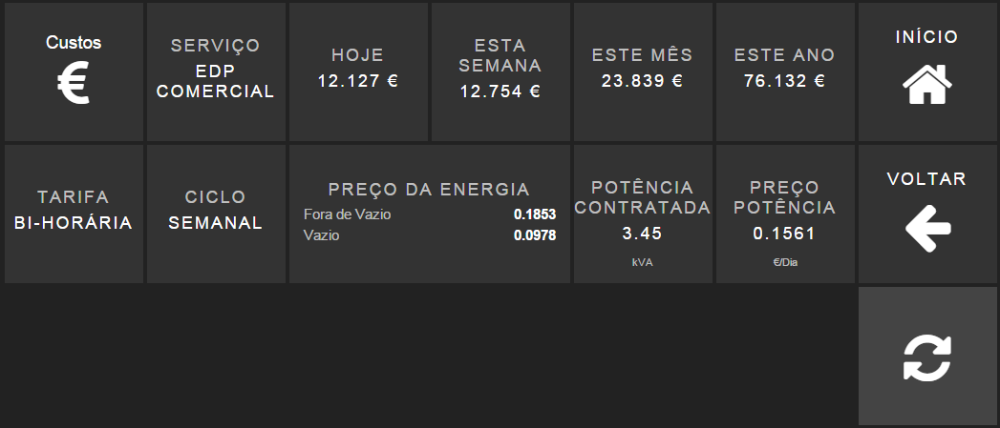 Custos
SERVIÇO
EDP
COMERCIAL
HOJE
12.127 €
ESTA
SEMANA
12.754 €
ESTE MÊS
23.839 €
ESTE ANO
76.132 €
INÍCIO
TARIFA
BI-HORÁRIA
CICLO
SEMANAL
PREÇO DA ENERGIA
Fora de Vazio 0.1853
Vazio 0.0978
POTÊNCIA
CONTRATADA
3.45
kVA
PREÇO
POTÊNCIA
0.1561
€/Dia
VOLTAR